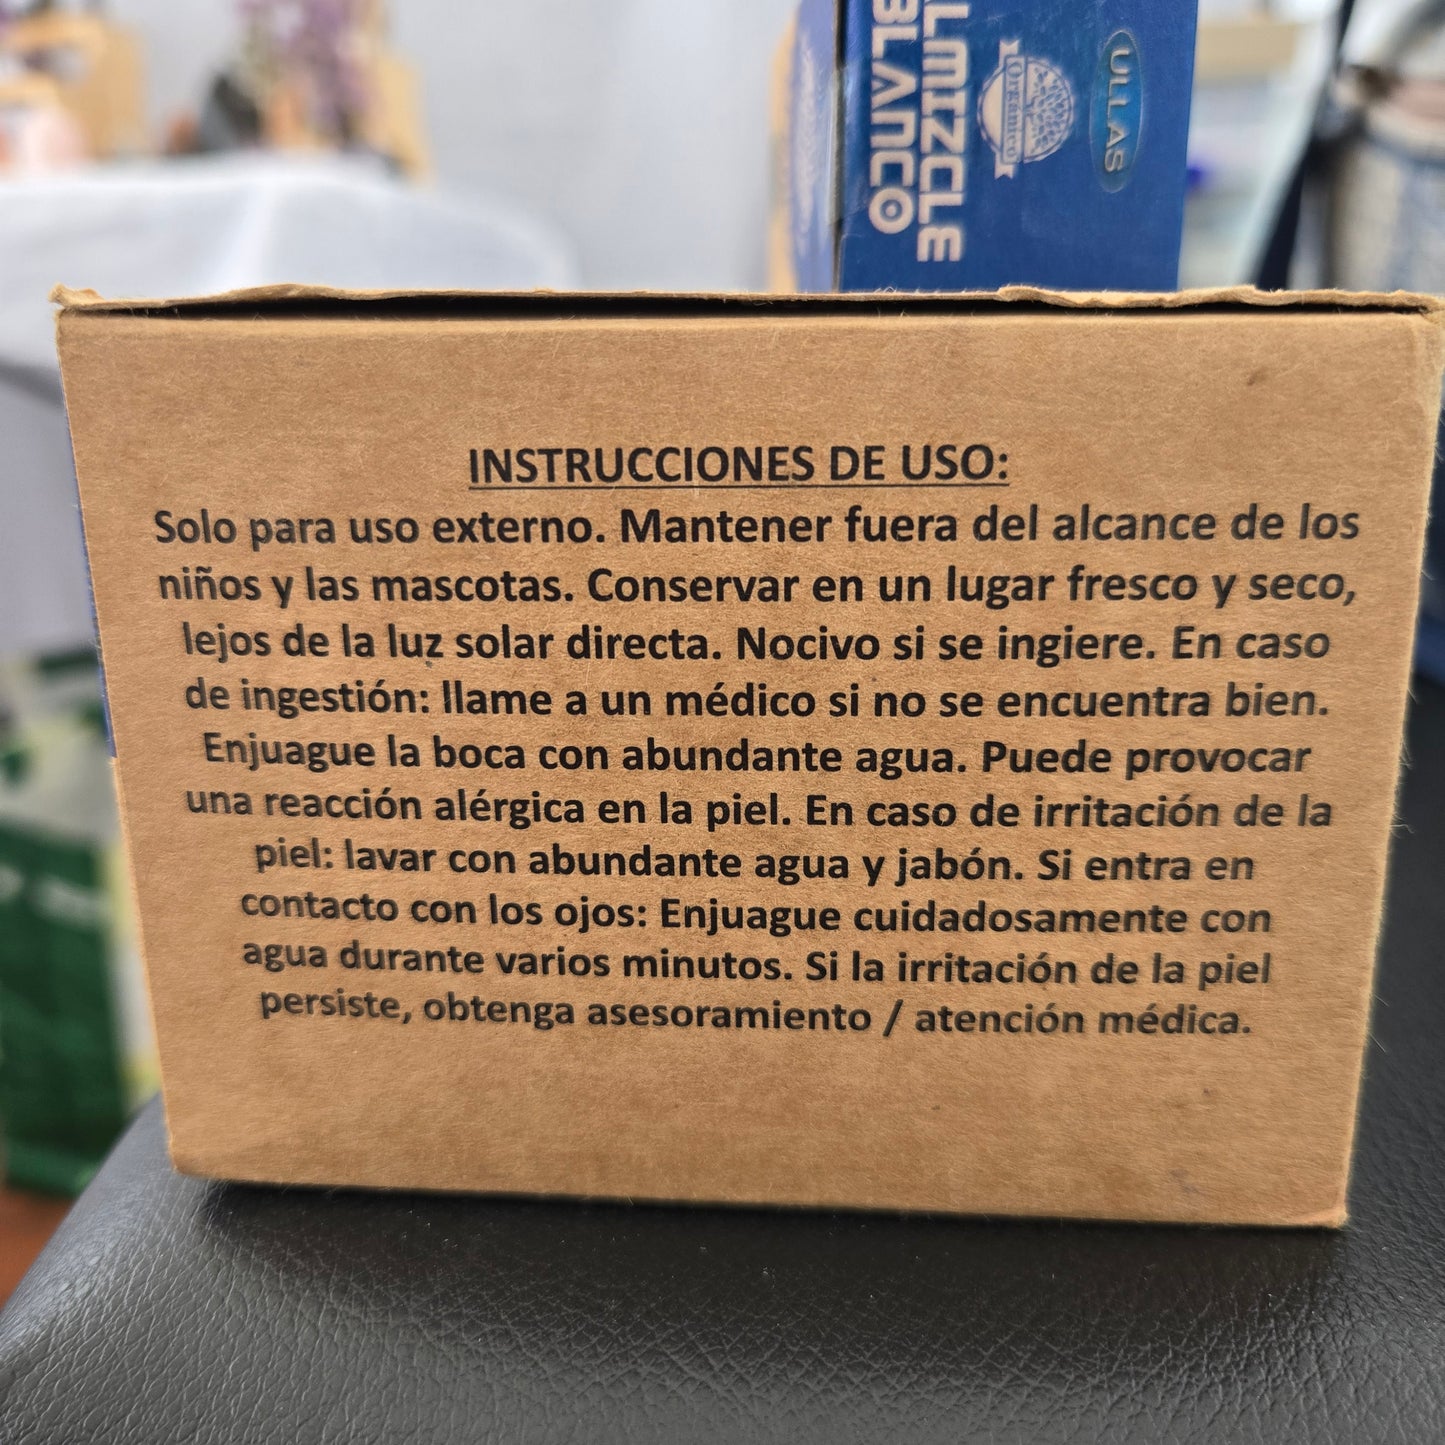 ALMIZCLE
BLANCO
Orgánico
ULLAS
INSTRUCCIONES DE USO:
Solo para uso externo. Mantener fuera del alcance de los
niños y las mascotas. Conservar en un lugar fresco y seco,
lejos de la luz solar directa. Nocivo si se ingiere. En caso
de ingestión: llame a un médico si no se encuentra bien.
Enjuague la boca con abundante agua. Puede provocar
una reacción alérgica en la piel. En caso de irritación de la
piel: lavar con abundante agua y jabón. Si entra en
contacto con los ojos: Enjuague cuidadosamente con
agua durante varios minutos. Si la irritación de la piel
persiste, obtenga asesoramiento / atención médica.